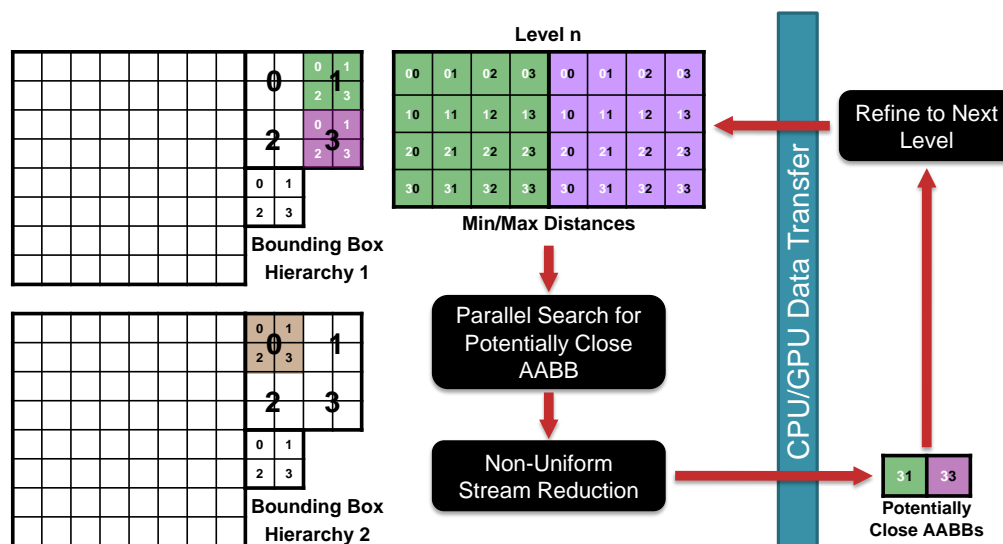 Level n
0 1
0 1
2 3
0 1
2 3
2 3
0 1
2 3
Bounding Box
Hierarchy 1
00 01 02 03 00 01 02 03
10 11 12 13 10 11 12 13
20 21 22 23 20 21 22 23
30 31 32 33 30 31 32 33
Min/Max Distances
Parallel Search for
Potentially Close
AABB
Non-Uniform
Stream Reduction
CPU/GPU Data Transfer
Refine to Next
Level
31 33
Potentially
Close AABBs
0 1
0 1
2 3
2 3
0 1
2 3
Bounding Box
Hierarchy 2